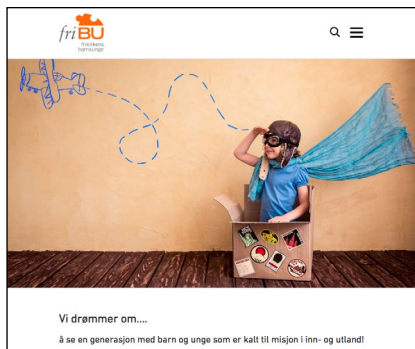 friBU
frikirkens
barn&unge
Vi drømmer om....
å se en generasjon med barn og unge som er kalt til misjon i inn- og utland!